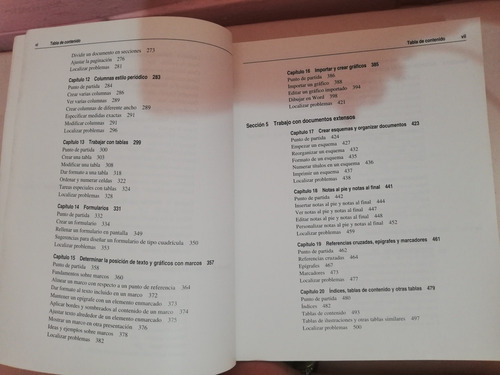 vi Tabla de contenido
Dividir un documento en secciones 273
Ajustar la paginación 276
Localizar problemas 281
Capítulo 12 Columnas estilo periódico 283
Punto de partida 284
Crear varias columnas 286
Ver varias columnas 289
Crear columnas de diferente ancho 289
Especificar medidas exactas 291
Modificar columnas 291
Localizar problemas 296
Capítulo 13 Trabajar con tablas 299
Punto de partida 300
Crear una tabla 303
Modificar una tabla 308
Dar formato a una tabla 318
Ordenar y numerar celdas 322
Tareas especiales con tablas 324
Localizar problemas 328
Capítulo 14 Formularios 331
Punto de partida 332
Crear un formulario 334
Rellenar un formulario en pantalla 349
Sugerencias para diseñar un formulario de tipo cuadrícula 350
Localizar problemas 353
Capítulo 15 Determinar la posición de texto y gráficos con marcos 357
Punto de partida 358
Fundamentos sobre marcos 360
Alinear un marco con respecto a un punto de referencia 364
Dar formato al texto incluido en un marco 372
Mantener un epígrafe con un elemento enmarcado 373
Aplicar bordes y sombreados al contenido de un marco 374
Ajustar texto alrededor de un elemento enmarcado 375
Mostrar un marco en otra presentación 376
Ideas y ejemplos sobre marcos 378
Localizar problemas 382
Tabla de contenido vii
Capítulo 16 Importar y crear gráficos 385
Punto de partida 386
Importar un gráfico 388
Editar un gráfico importado 394
Dibujar en Word 398
Localizar problemas 421
Sección 5 Trabajo con documentos extensos
Capítulo 17 Crear esquemas y organizar documentos 423
Punto de partida 424
Empezar un esquema 427
Reorganizar un esquema 432
Formato de un esquema 435
Numerar títulos en un esquema 436
Imprimir un esquema 437
Localizar problemas 438
Capítulo 18 Notas al pie y notas al final 441
Punto de partida 442
Insertar notas al pie y notas al final 444
Ver notas al pie y notas al final 447
Editar notas al pie y notas al final 448
Personalizar notas al pie y notas al final 452
Localizar problemas 459
Capítulo 19 Referencias cruzadas, epígrafes y marcadores 461
Punto de partida 462
Referencias cruzadas 464
Epígrafes 467
Marcadores 473
Localizar problemas 477
Capítulo 20 Índices, tablas de contenido y otras tablas 479
Punto de partida 480
Índices 482
Tablas de contenido 493
Tablas de ilustraciones y otras tablas similares 497
Localizar problemas 500